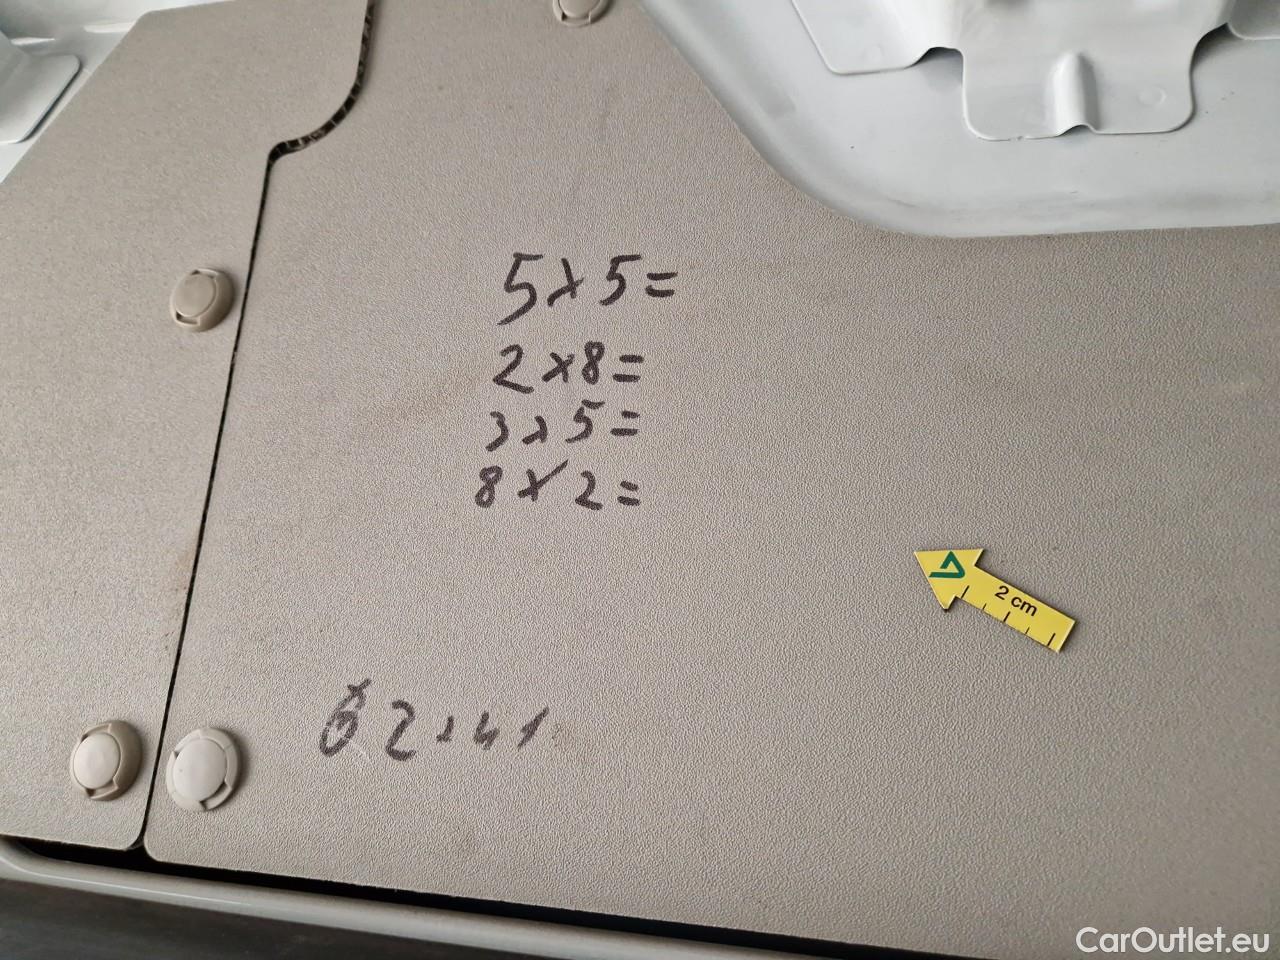 5x5=
2x8=
3x5=
8x2=
2 cm
CarOutlet.eu